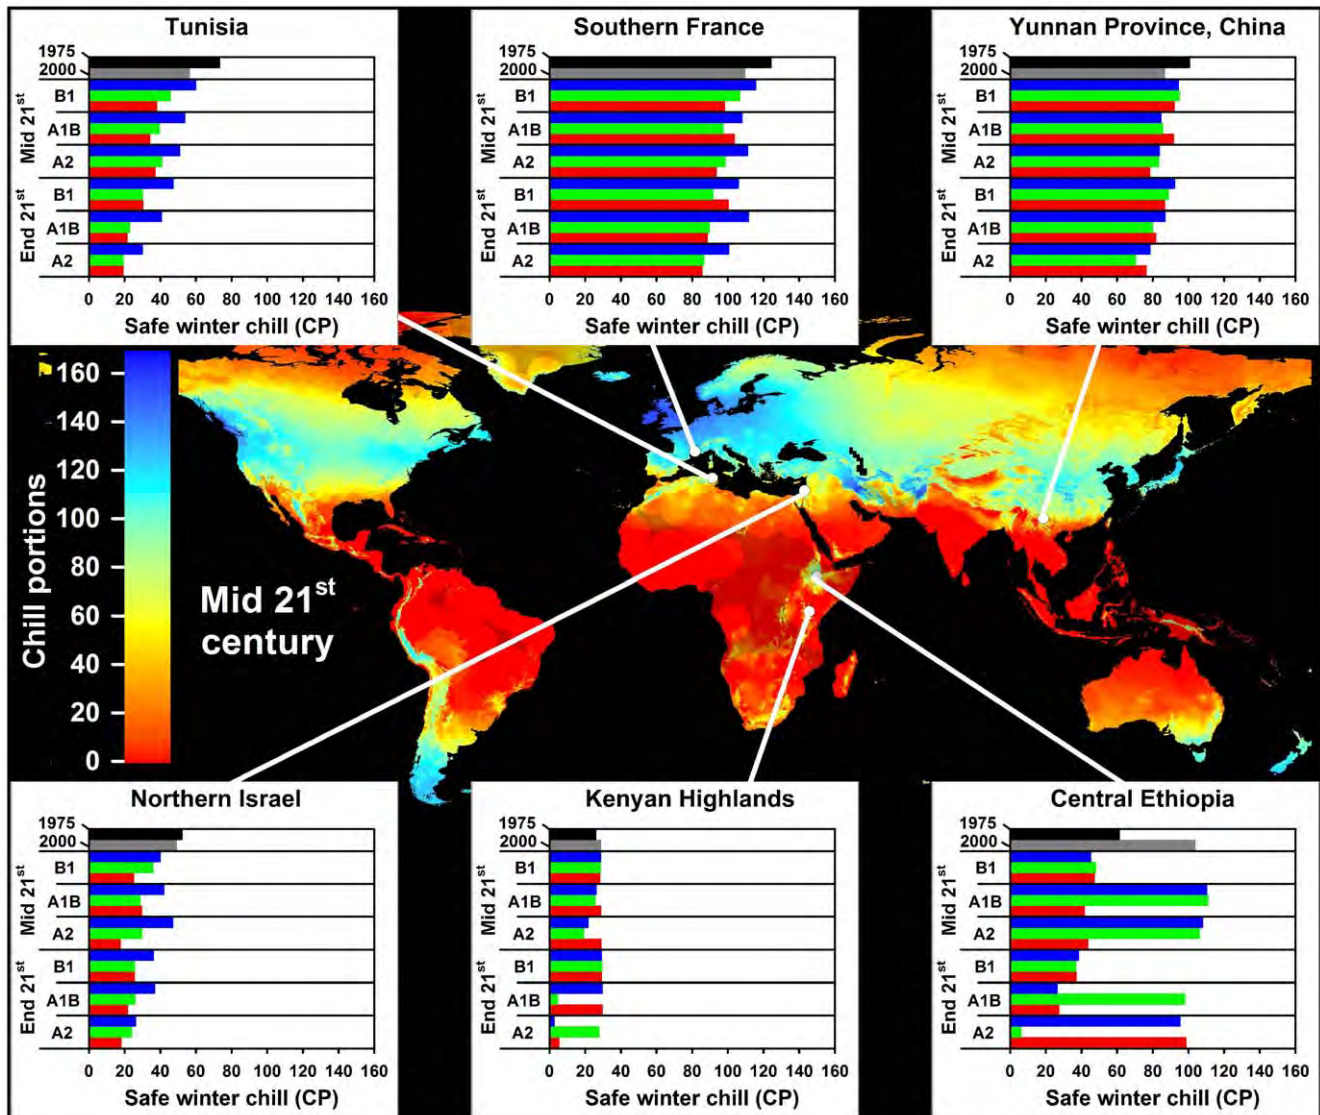 Tunisia
1975
2000
Mid 21st
B1
A1B
A2
End 21st
B1
A1B
A2
0 20 40 60 80 100 120 140 160
Safe winter chill (CP)
Southern France
1975
2000
Mid 21st
B1
A1B
A2
End 21st
B1
A1B
A2
0 20 40 60 80 100 120 140 160
Safe winter chill (CP)
Yunnan Province, China
1975
2000
Mid 21st
B1
A1B
A2
End 21st
B1
A1B
A2
0 20 40 60 80 100 120 140 160
Safe winter chill (CP)
Chill portions
160
140
120
100
80
60
40
20
0
Mid 21st
century
Northern Israel
1975
2000
Mid 21st
B1
A1B
A2
End 21st
B1
A1B
A2
0 20 40 60 80 100 120 140 160
Safe winter chill (CP)
Kenyan Highlands
1975
2000
Mid 21st
B1
A1B
A2
End 21st
B1
A1B
A2
0 20 40 60 80 100 120 140 160
Safe winter chill (CP)
Central Ethiopia
1975
2000
Mid 21st
B1
A1B
A2
End 21st
B1
A1B
A2
0 20 40 60 80 100 120 140 160
Safe winter chill (CP)